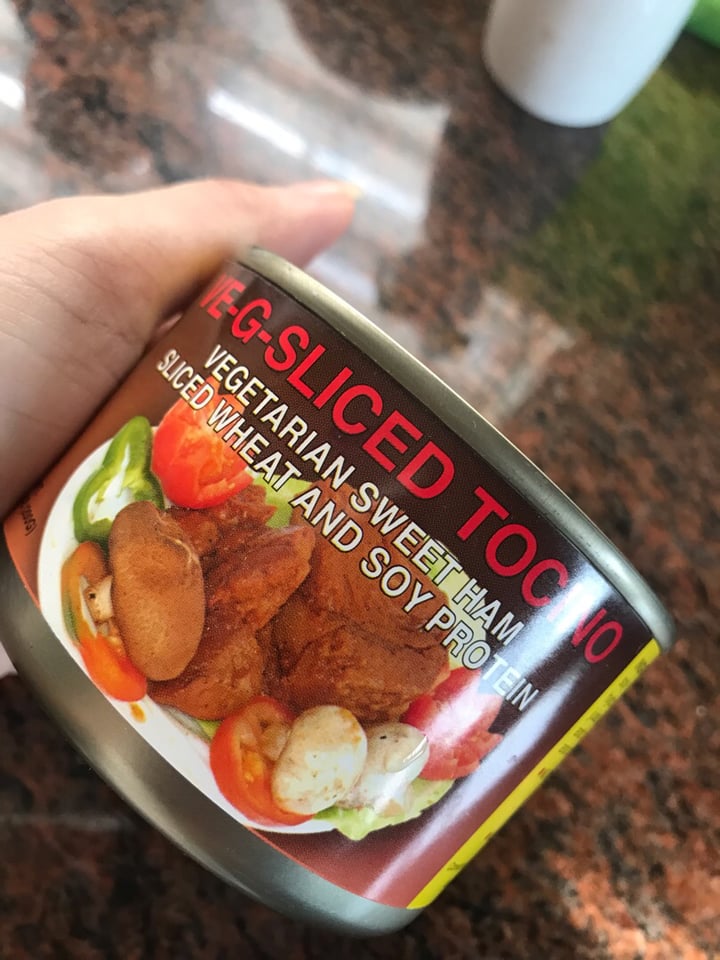 VE-G-SLICED TOCINO
VEGETARIAN SWEET HAM
SLICED WHEAT AND SOY PROTEIN